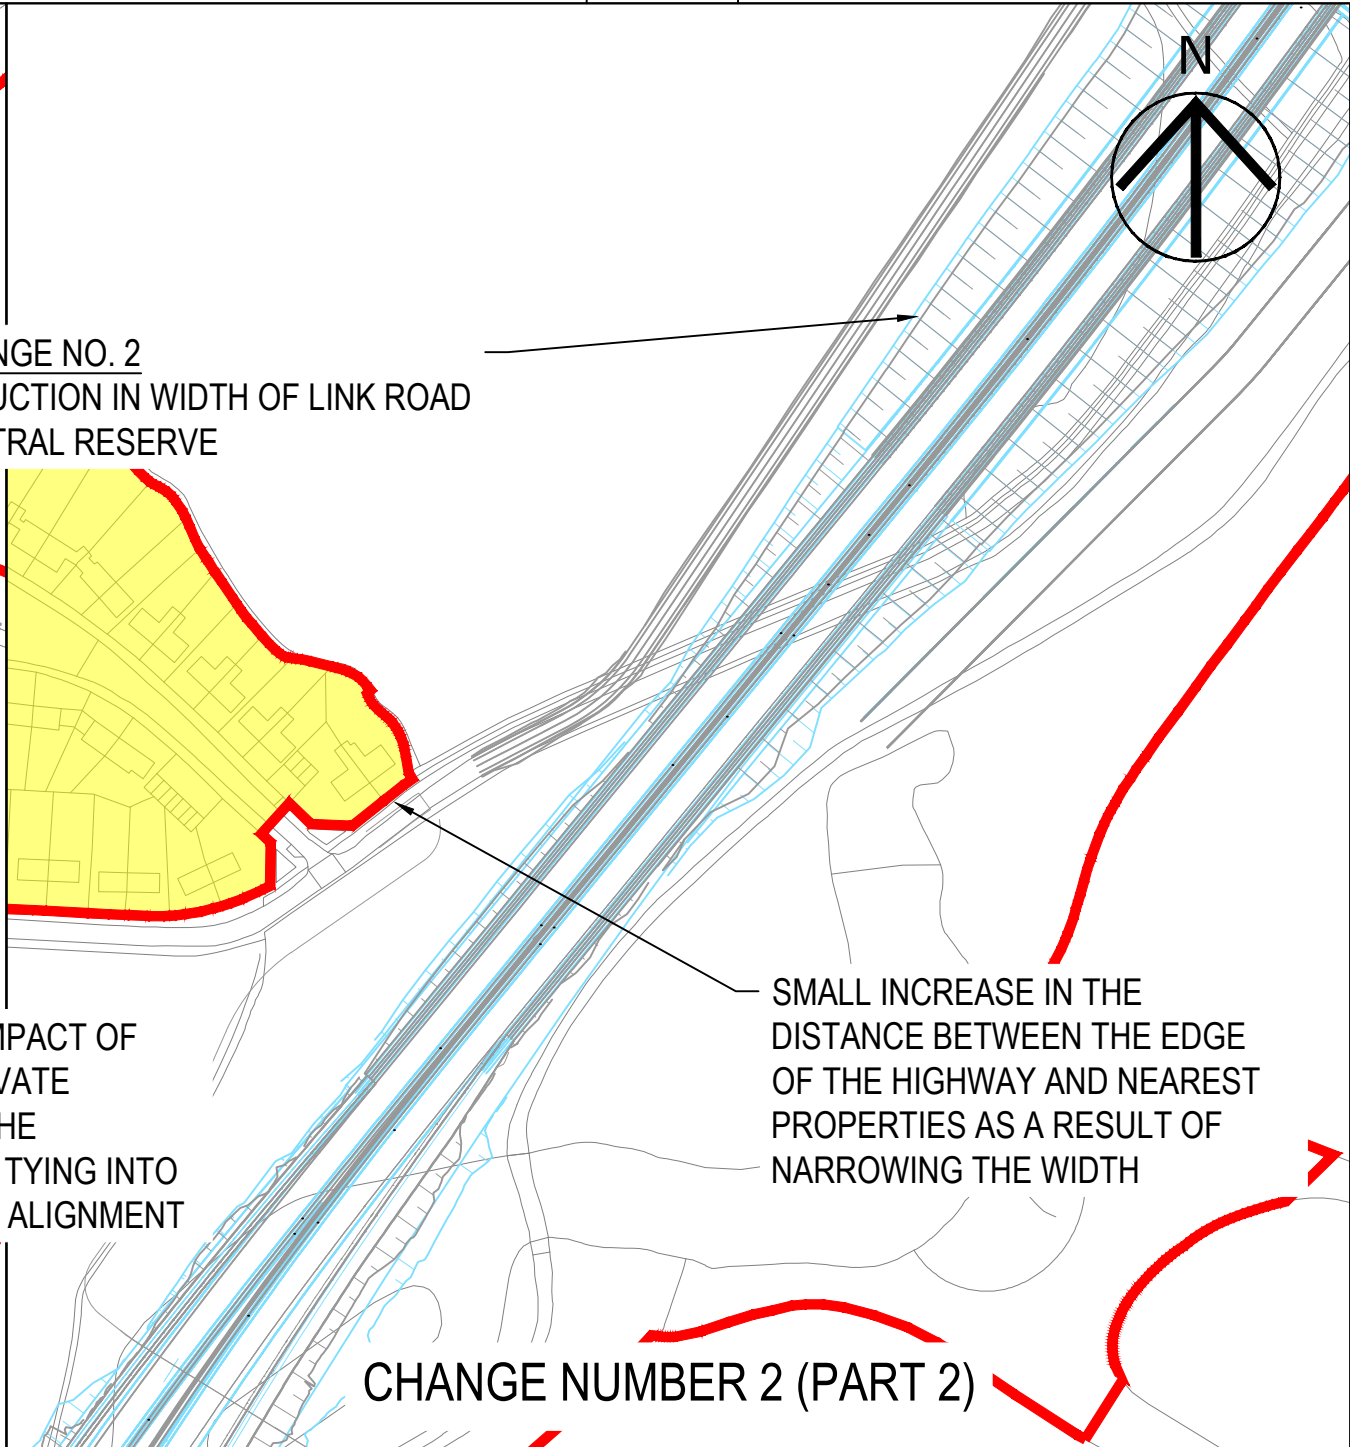 N
NGE NO. 2
UCTION IN WIDTH OF LINK ROAD
TRAL RESERVE
MPACT OF
VATE
HE
TYING INTO
ALIGNMENT
SMALL INCREASE IN THE
DISTANCE BETWEEN THE EDGE
OF THE HIGHWAY AND NEAREST
PROPERTIES AS A RESULT OF
NARROWING THE WIDTH
CHANGE NUMBER 2 (PART 2)